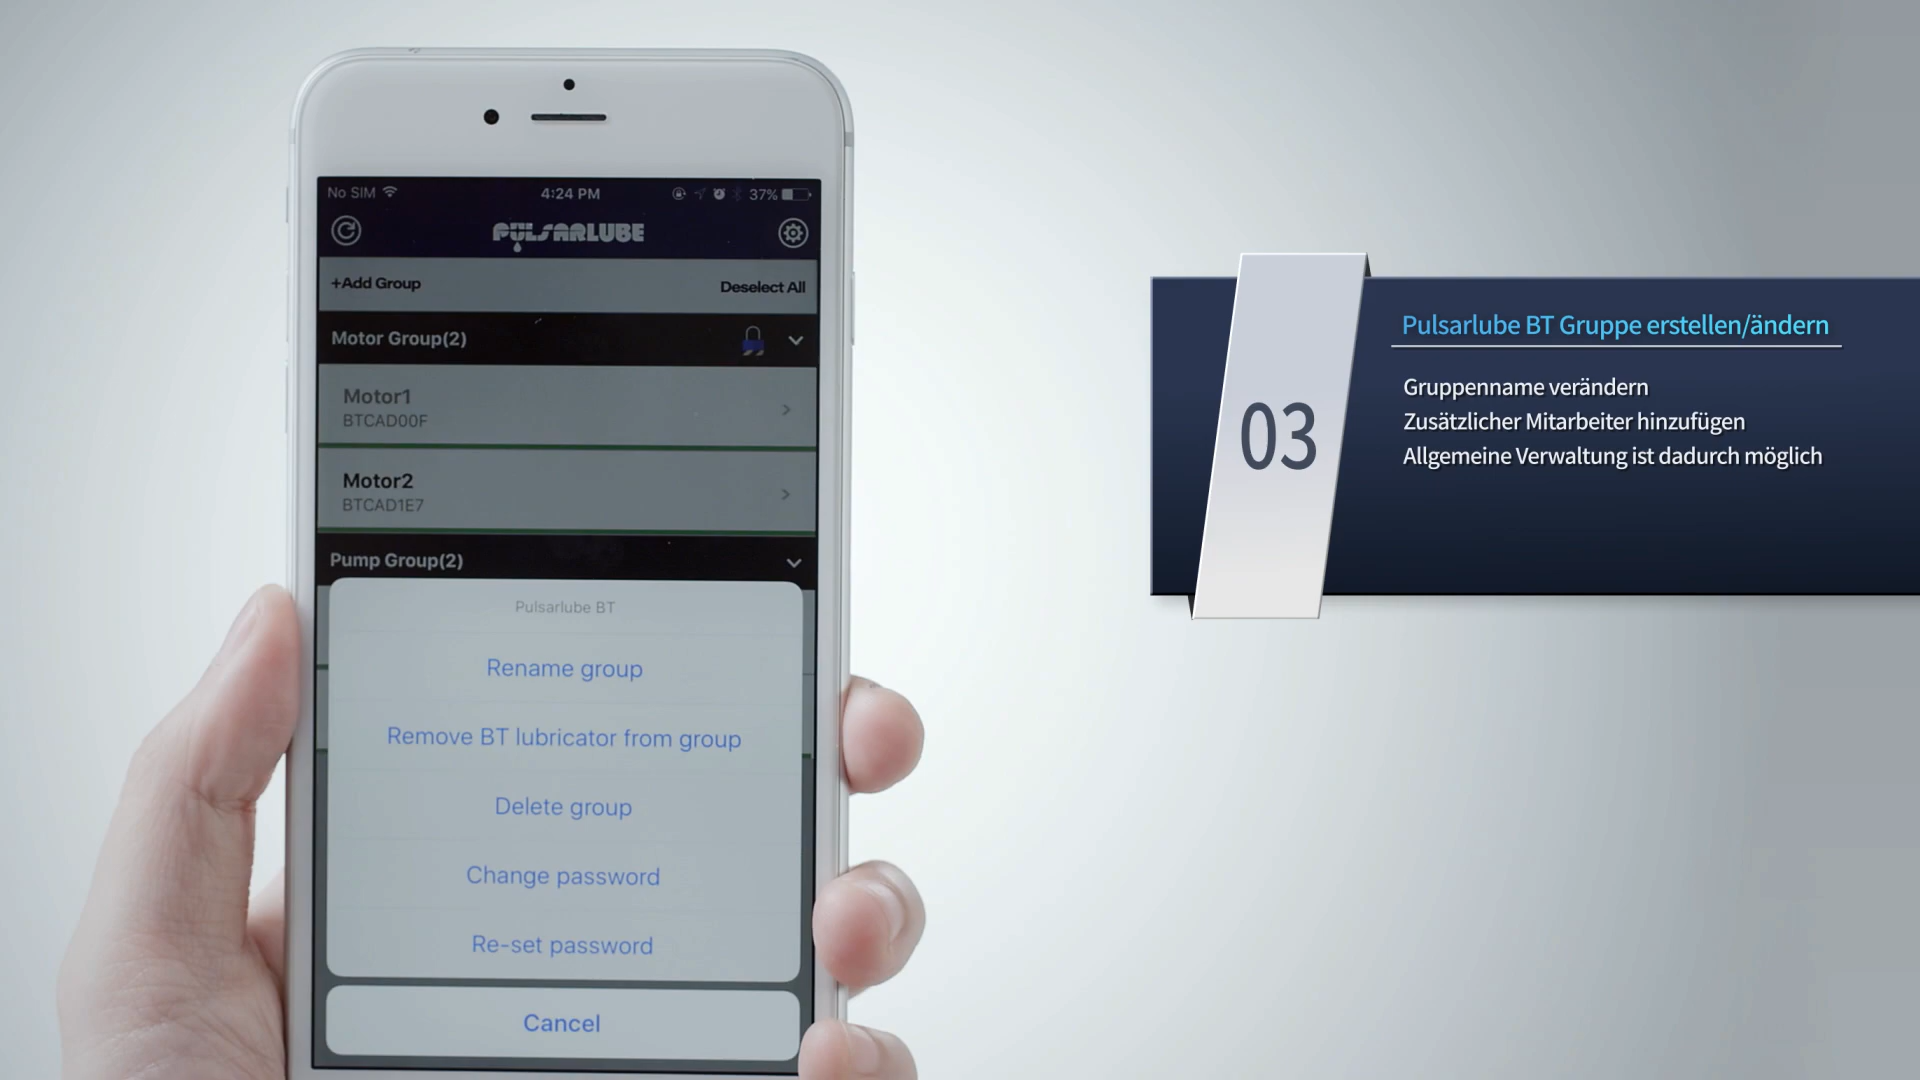 No SIM 4:24 PM 37%
PULSARLUBE
+Add Group Deselect All
Motor Group(2)
Motor1
BTCAD00F
Motor2
BTCAD1E7
Pump Group(2)
Pulsarlube BT
Rename group
Remove BT lubricator from group
Delete group
Change password
Re-set password
Cancel
03
Pulsarlube BT Gruppe erstellen/ändern
Gruppenname verändern
Zusätzlicher Mitarbeiter hinzufügen
Allgemeine Verwaltung ist dadurch möglich